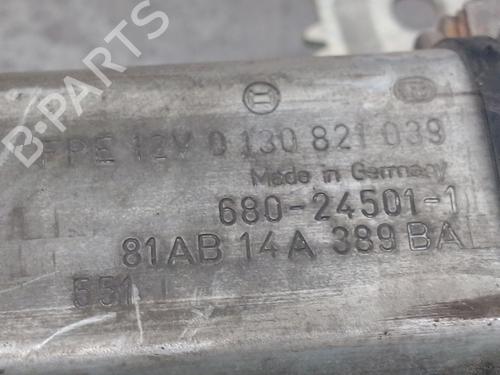 B-PARTS
FPE 12V 0 130 821 039
Made in Germany
680-24501-1
81AB 14A 389 BA
551